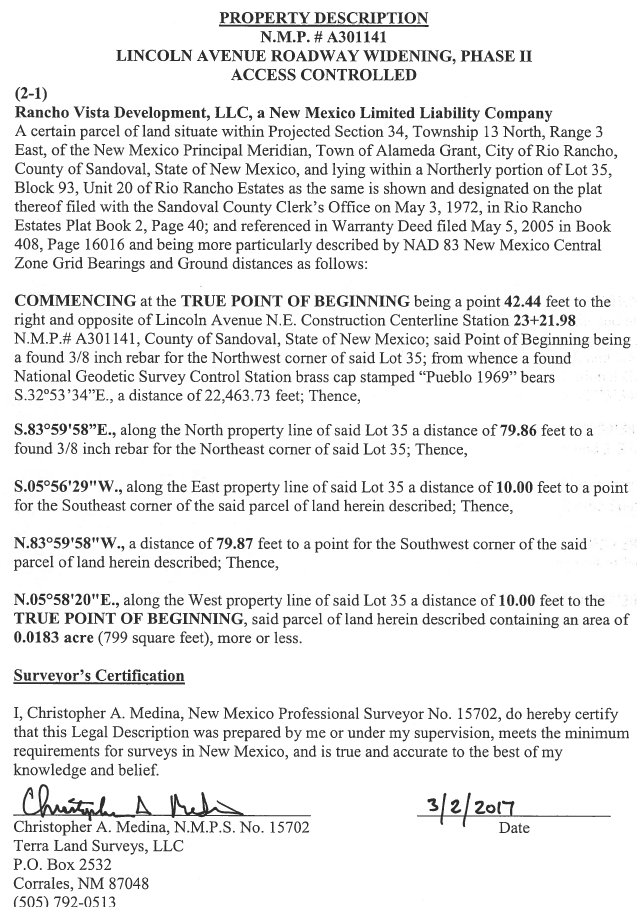 PROPERTY DESCRIPTION
N.M.P. # A301141
LINCOLN AVENUE ROADWAY WIDENING, PHASE II
ACCESS CONTROLLED
(2-1)
Rancho Vista Development, LLC, a New Mexico Limited Liability Company
A certain parcel of land situate within Projected Section 34, Township 13 North, Range 3
East, of the New Mexico Principal Meridian, Town of Alameda Grant, City of Rio Rancho,
County of Sandoval, State of New Mexico, and lying within a Northerly portion of Lot 35,
Block 93, Unit 20 of Rio Rancho Estates as the same is shown and designated on the plat
thereof filed with the Sandoval County Clerk's Office on May 3, 1972, in Rio Rancho
Estates Plat Book 2, Page 40; and referenced in Warranty Deed filed May 5, 2005 in Book
408, Page 16016 and being more particularly described by NAD 83 New Mexico Central
Zone Grid Bearings and Ground distances as follows:
COMMENCING at the TRUE POINT OF BEGINNING being a point 42.44 feet to the
right and opposite of Lincoln Avenue N.E. Construction Centerline Station 23+21.98
N.M.P.# A301141, County of Sandoval, State of New Mexico; said Point of Beginning being
a found 3/8 inch rebar for the Northwest corner of said Lot 35; from whence a found
National Geodetic Survey Control Station brass cap stamped “Pueblo 1969” bears
S.32°53’34”E., a distance of 22,463.73 feet; Thence,
S.83°59’58”E., along the North property line of said Lot 35 a distance of 79.86 feet to a
found 3/8 inch rebar for the Northeast corner of said Lot 35; Thence,
S.05°56'29"W., along the East property line of said Lot 35 a distance of 10.00 feet to a point
for the Southeast corner of the said parcel of land herein described; Thence,
N.83°59'58"W., a distance of 79.87 feet to a point for the Southwest corner of the said
parcel of land herein described; Thence,
N.05°58'20"E., along the West property line of said Lot 35 a distance of 10.00 feet to the
TRUE POINT OF BEGINNING, said parcel of land herein described containing an area of
0.0183 acre (799 square feet), more or less.
Surveyor’s Certification
I, Christopher A. Medina, New Mexico Professional Surveyor No. 15702, do hereby certify
that this Legal Description was prepared by me or under my supervision, meets the minimum
requirements for surveys in New Mexico, and is true and accurate to the best of my
knowledge and belief.
Christopher A Medina 3/2/2017
Christopher A. Medina, N.M.P.S. No. 15702 Date
Terra Land Surveys, LLC
P.O. Box 2532
Corrales, NM 87048
(505) 792-0513